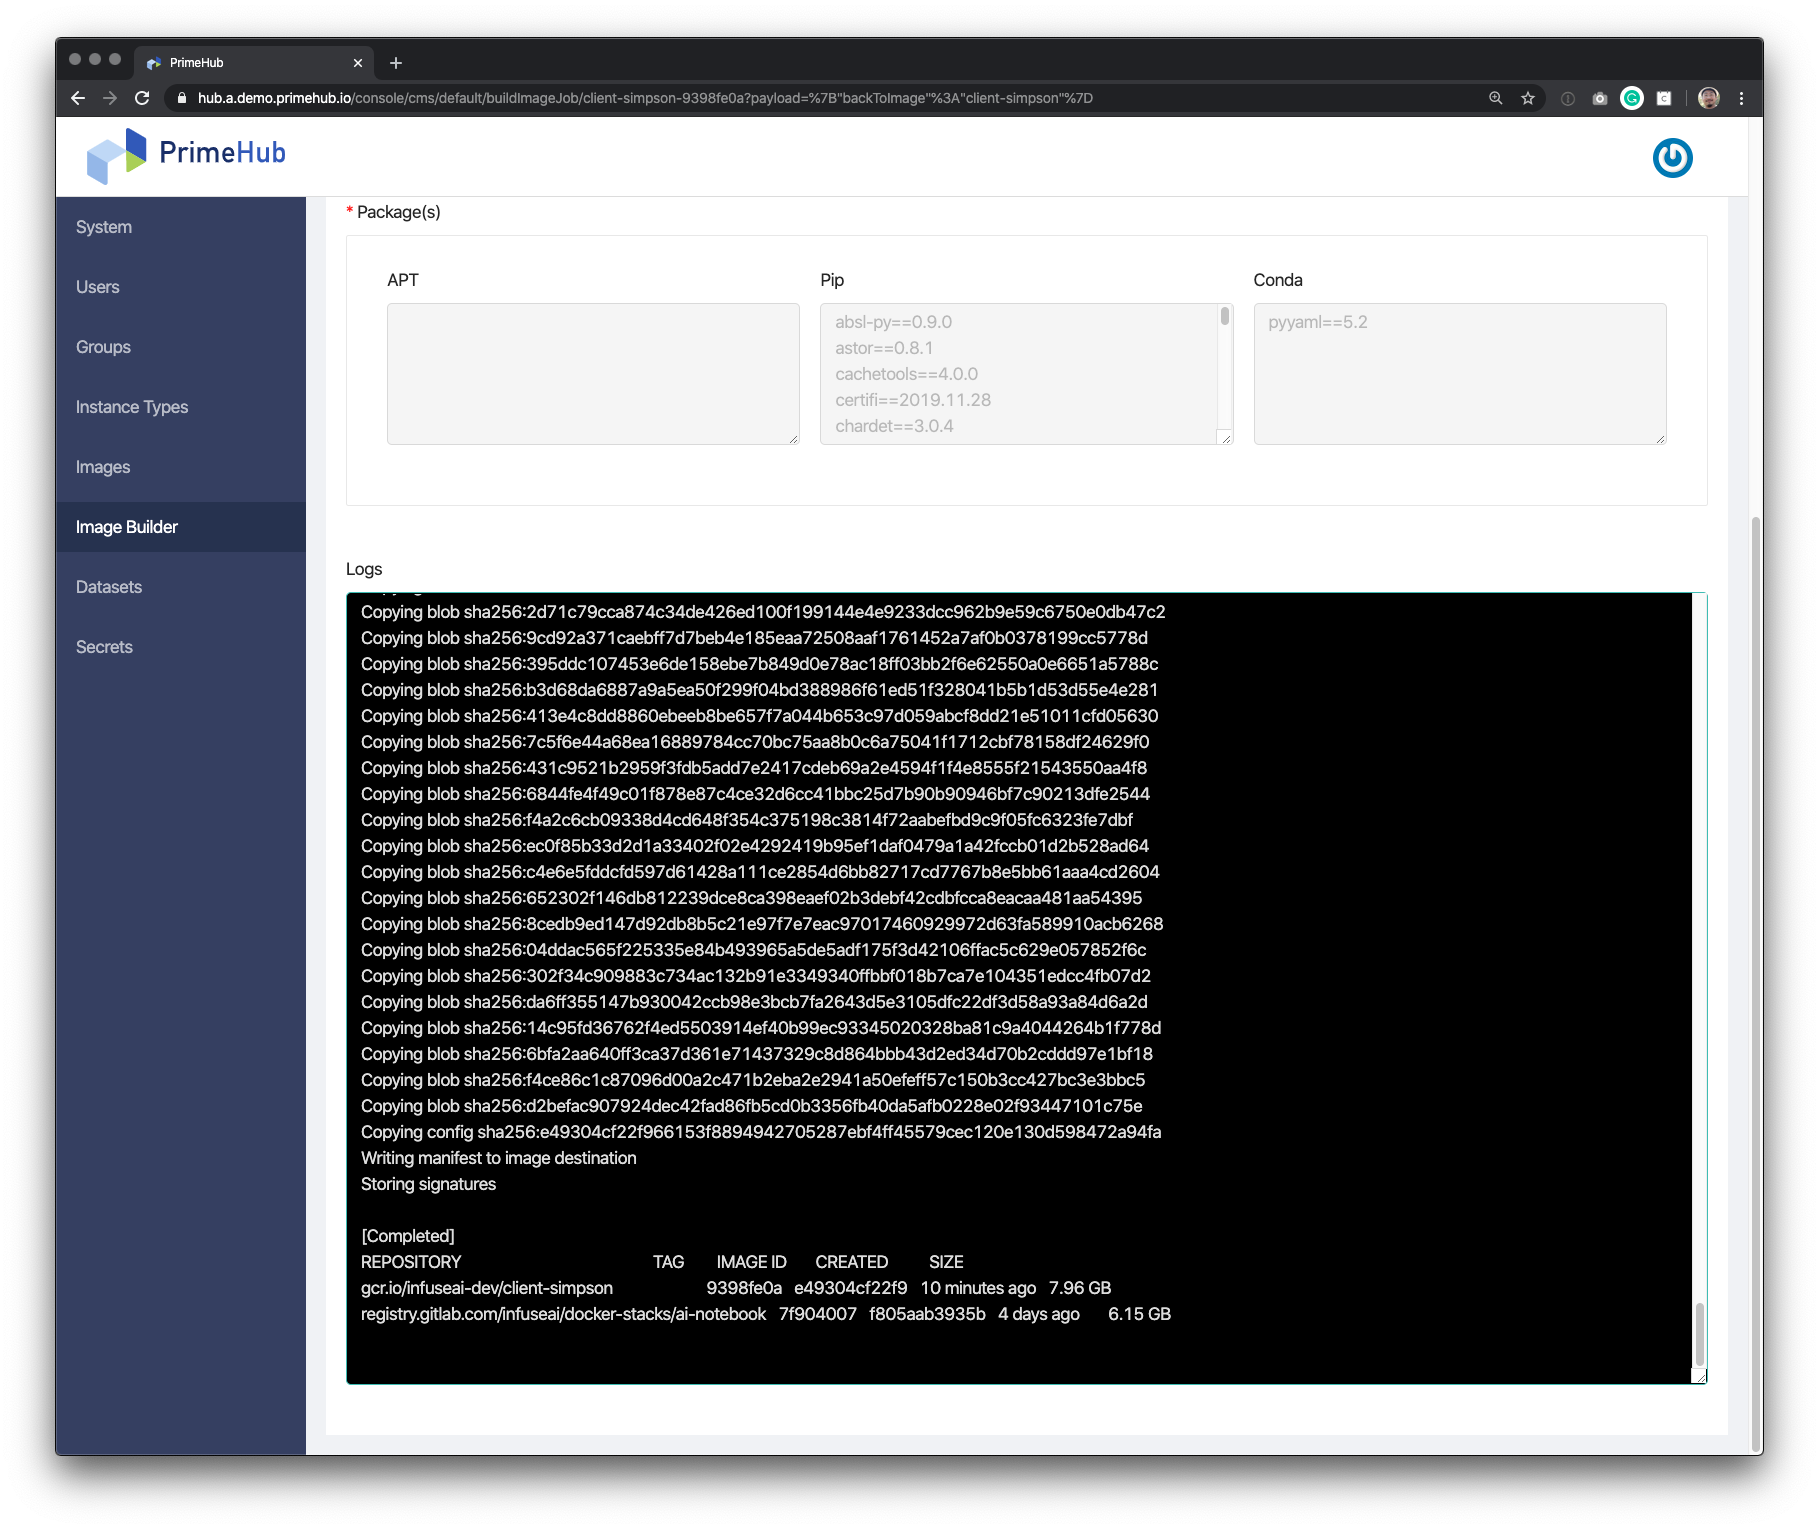 PrimeHub
hub.a.demo.primehub.io/console/cms/default/buildImageJob/client-simpson-9398fe0a?payload=%7B"backToImage"%3A"client-simpson"%7D
PrimeHub
System
Users
Groups
Instance Types
Images
Image Builder
Datasets
Secrets
* Package(s)
APT
Pip
Conda
absl-py==0.9.0
astor==0.8.1
cachetools==4.0.0
certifi==2019.11.28
chardet==3.0.4
pyyaml==5.2
Logs
Copying blob sha256:2d71c79cca874c34de426ed100f199144e4e9233dcc962b9e59c6750e0db47c2
Copying blob sha256:9cd92a371caebff7d7beb4e185eaa72508aaf1761452a7af0b0378199cc5778d
Copying blob sha256:395ddc107453e6de158ebe7b849d0e78ac18ff03bb2f6e62550a0e6651a5788c
Copying blob sha256:b3d68da6887a9a5ea50f299f04bd388986f61ed51f328041b5b1d53d55e4e281
Copying blob sha256:413e4c8dd8860ebeeb8be657f7a044b653c97d059abcf8dd21e51011cfd05630
Copying blob sha256:7c5f6e44a68ea16889784cc70bc75aa8b0c6a75041f1712cbf78158df24629f0
Copying blob sha256:431c9521b2959f3fdb5add7e2417cdeb69a2e4594f1f4e8555f21543550aa4f8
Copying blob sha256:6844fe4f49c01f878e87c4ce32d6cc41bbc25d7b90b90946bf7c90213dfe2544
Copying blob sha256:f4a2c6cb09338d4cd648f354c375198c3814f72aabefbd9c9f05fc6323fe7dbf
Copying blob sha256:ec0f85b33d2d1a33402f02e4292419b95ef1daf0479a1a42fccb01d2b528ad64
Copying blob sha256:c4e6e5fddcfd597d61428a111ce2854d6bb82717cd7767b8e5bb61aaa4cd2604
Copying blob sha256:652302f146db812239dce8ca398eaef02b3debf42cdbfcca8eacaa481aa54395
Copying blob sha256:8cedb9ed147d92db8b5c21e97f7e7eac97017460929972d63fa589910acb6268
Copying blob sha256:04ddac565f225335e84b493965a5de5adf175f3d42106ffac5c629e057852f6c
Copying blob sha256:302f34c909883c734ac132b91e3349340ffbbf018b7ca7e104351edcc4fb07d2
Copying blob sha256:da6ff355147b930042ccb98e3bcb7fa2643d5e3105dfc22df3d58a93a84d6a2d
Copying blob sha256:14c95fd36762f4ed5503914ef40b99ec93345020328ba81c9a4044264b1f778d
Copying blob sha256:6bfa2aa640ff3ca37d361e71437329c8d864bbb43d2ed34d70b2cddd97e1bf18
Copying blob sha256:f4ce86c1c87096d00a2c471b2eba2e2941a50efeff57c150b3cc427bc3e3bbc5
Copying blob sha256:d2befac907924dec42fad86fb5cd0b3356fb40da5afb0228e02f93447101c75e
Copying config sha256:e49304cf22f966153f8894942705287ebf4ff45579cec120e130d598472a94fa
Writing manifest to image destination
Storing signatures
[Completed]
REPOSITORY TAG IMAGE ID CREATED SIZE
gcr.io/infuseai-dev/client-simpson 9398fe0a e49304cf22f9 10 minutes ago 7.96 GB
registry.gitlab.com/infuseai/docker-stacks/ai-notebook 7f904007 f805aab3935b 4 days ago 6.15 GB